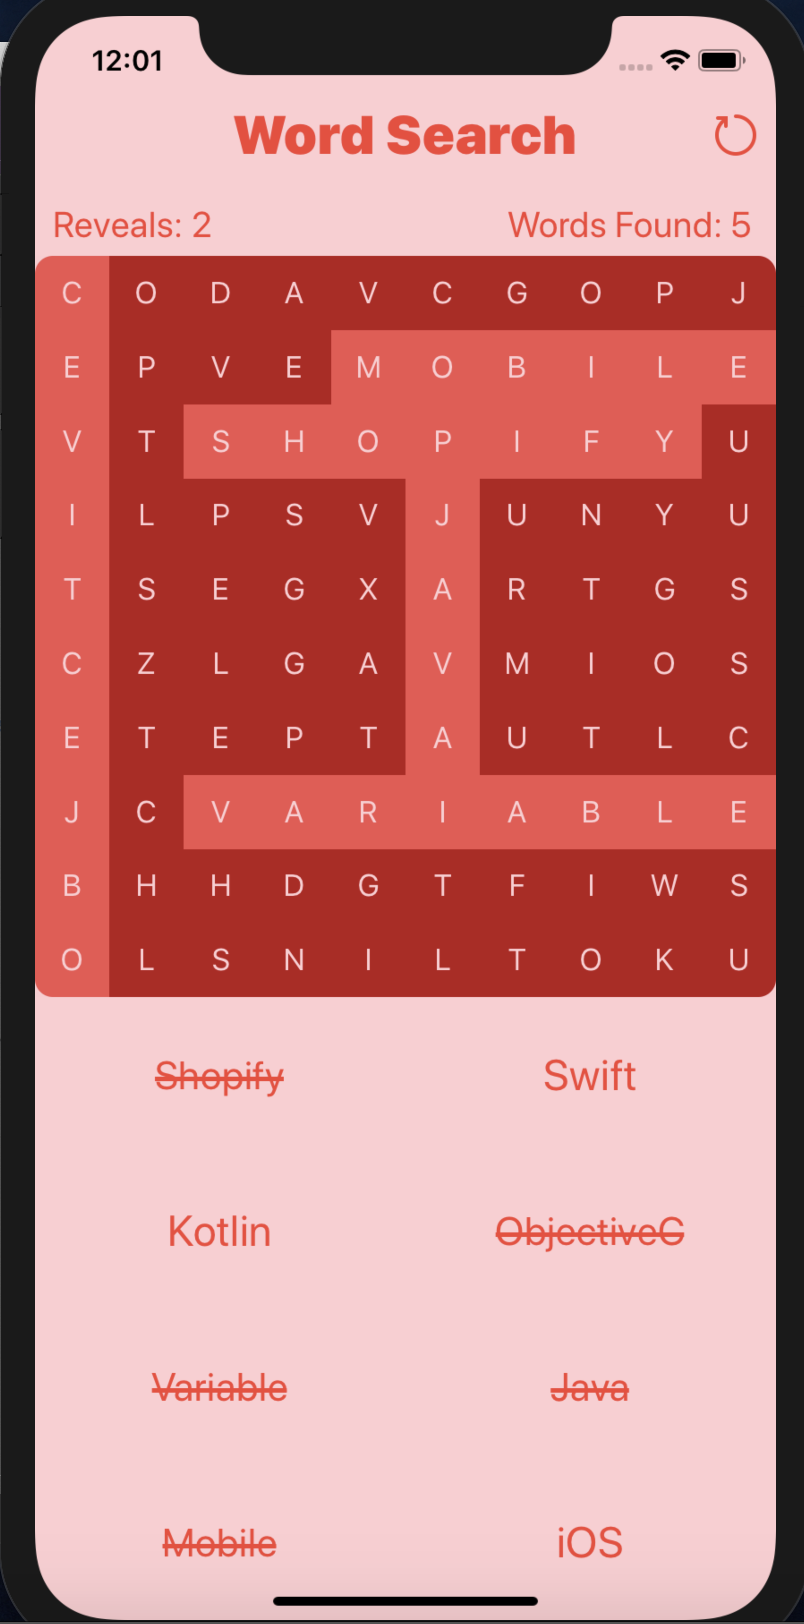 12:01
Word Search
Reveals: 2 Words Found: 5
C O D A V C G O P J
E P V E M O B I L E
V T S H O P I F Y U
I L P S V J U N Y U
T S E G X A R T G S
C Z L G A V M I O S
E T E P T A U T L C
J C V A R I A B L E
B H H D G T F I W S
O L S N I L T O K U
Shopify Swift
Kotlin ObjectiveC
Variable Java
Mobile iOS